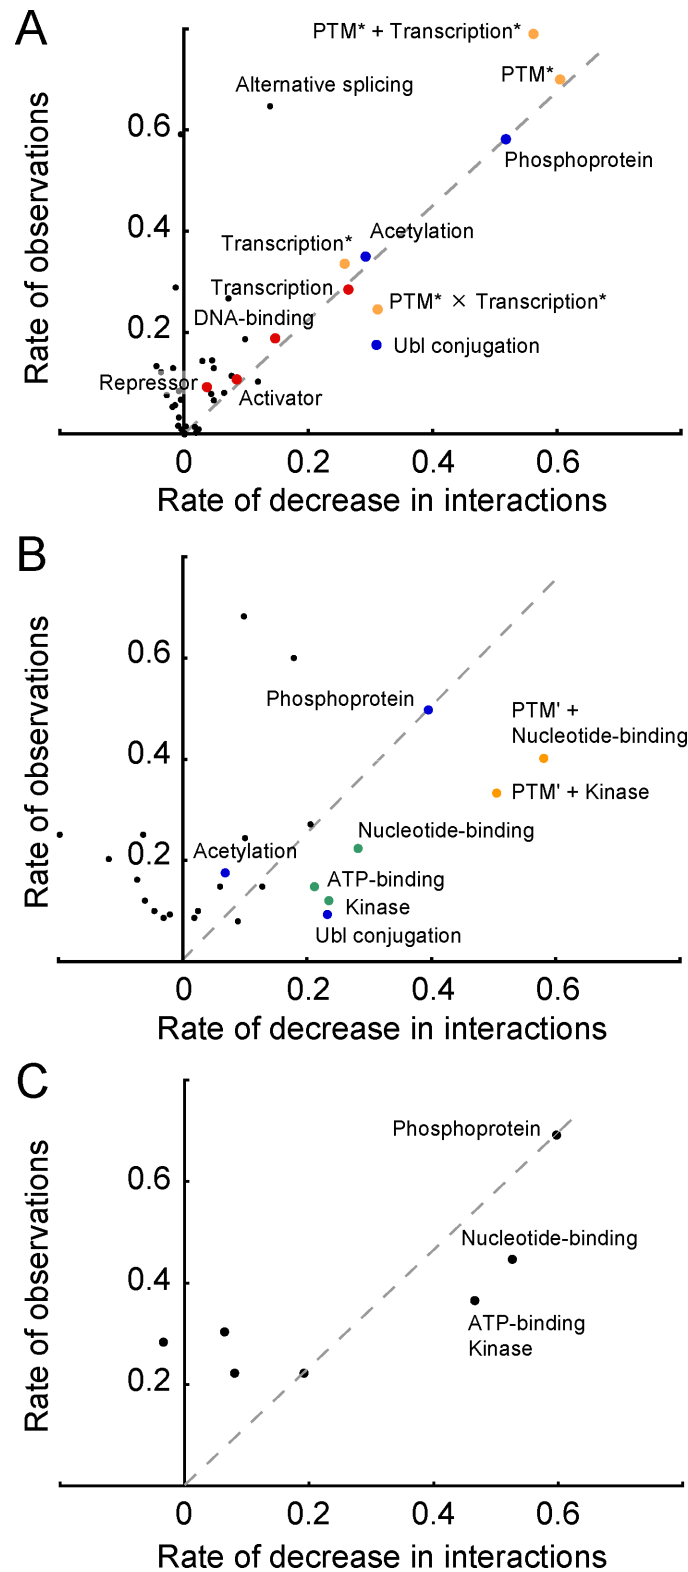 A
PTM* + Transcription*
PTM*
Alternative splicing
0.6
Phosphoprotein
Rate of observations
0.4
Acetylation
Transcription*
Transcription
PTM* × Transcription*
DNA-binding
0.2
Ubl conjugation
Repressor
Activator
0 0.2 0.4 0.6
Rate of decrease in interactions
B
0.6
Phosphoprotein
PTM' +
Nucleotide-binding
Rate of observations
0.4
PTM' + Kinase
Nucleotide-binding
Acetylation
0.2
ATP-binding
Kinase
Ubl conjugation
0 0.2 0.4 0.6
Rate of decrease in interactions
C
Phosphoprotein
0.6
Rate of observations
Nucleotide-binding
0.4
ATP-binding
Kinase
0.2
0 0.2 0.4 0.6
Rate of decrease in interactions